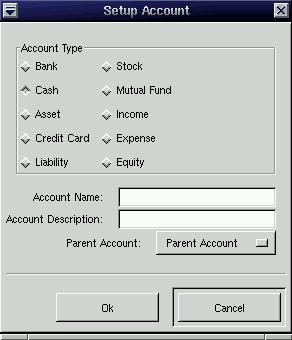 Setup Account
Account Type
Bank Stock
Cash Mutual Fund
Asset Income
Credit Card Expense
Liability Equity
Account Name:
Account Description:
Parent Account: Parent Account
Ok Cancel